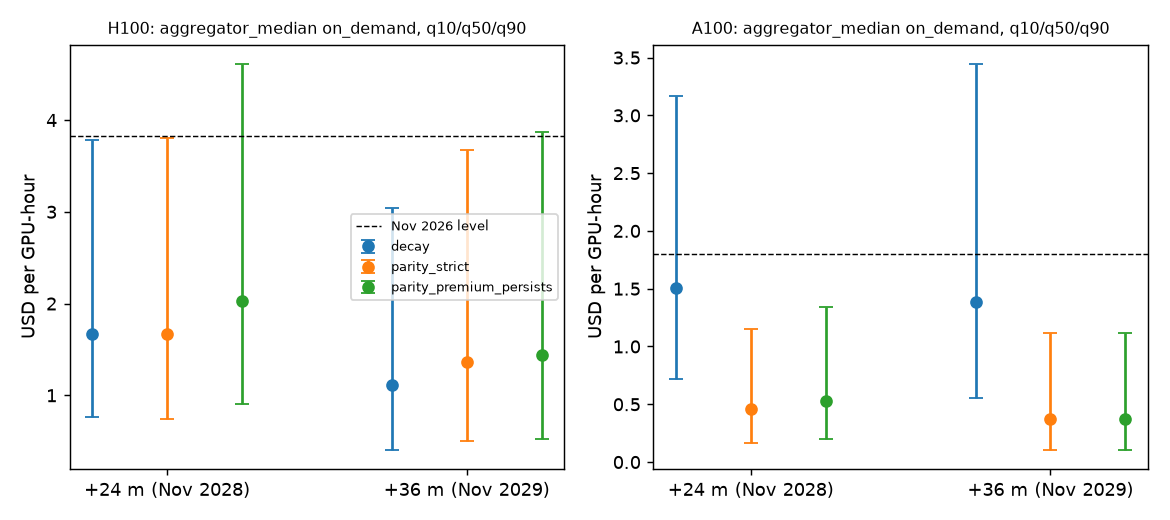 H100: aggregator_median on_demand, q10/q50/q90
USD per GPU-hour
4
3
2
1
Nov 2026 level
decay
parity_strict
parity_premium_persists
+24 m (Nov 2028)
+36 m (Nov 2029)
A100: aggregator_median on_demand, q10/q50/q90
USD per GPU-hour
3.5
3.0
2.5
2.0
1.5
1.0
0.5
0.0
+24 m (Nov 2028)
+36 m (Nov 2029)